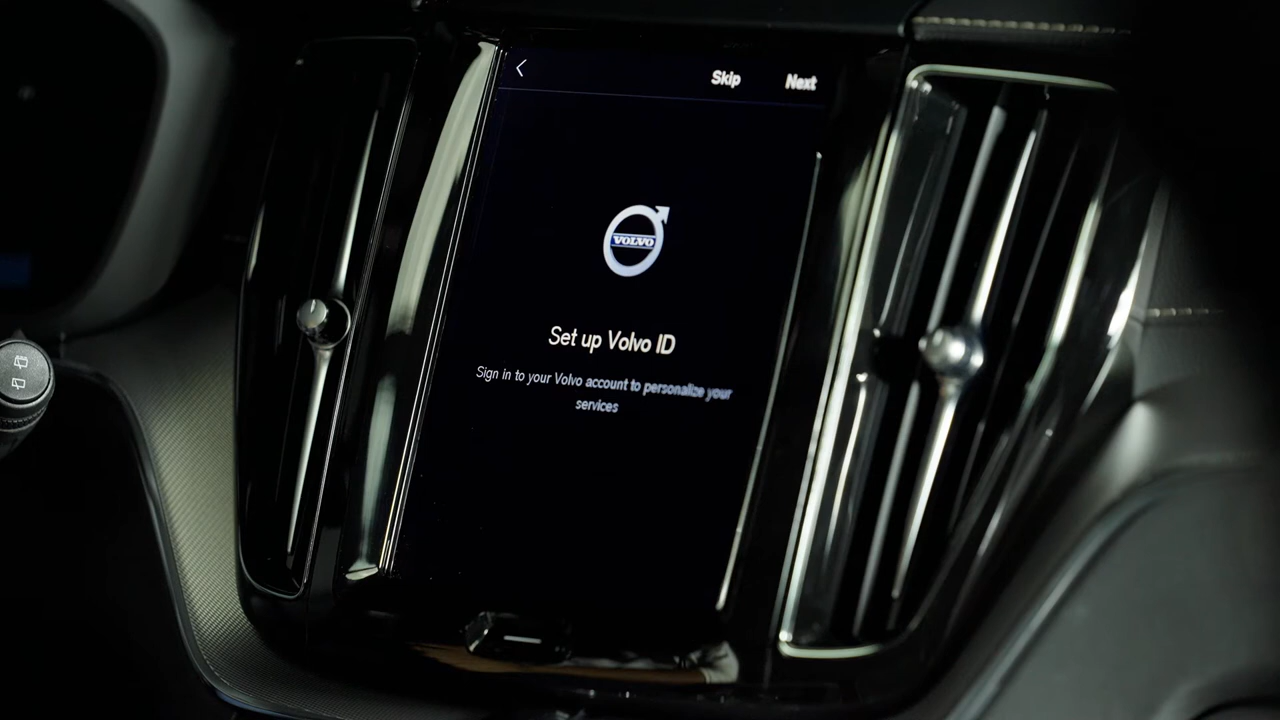 Skip Next
VOLVO
Set up Volvo ID
Sign in to your Volvo account to personalize your
services